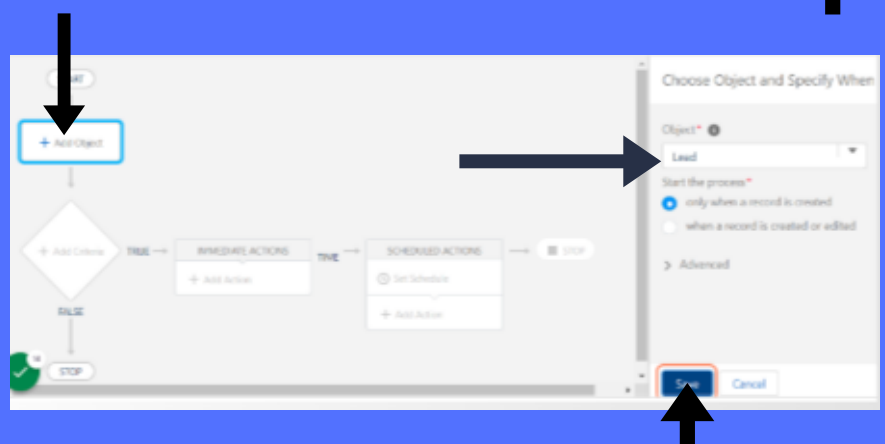 Choose Object and Specify When
+ Add Object
Object*
Lead
Start the process*
only when a record is created
when a record is created or edited
+ Add Criteria
TRUE
IMMEDIATE ACTIONS
TIME
SCHEDULED ACTIONS
STOP
+ Add Action
Set Schedule
Advanced
+ Add Action
FALSE
STOP
Cancel